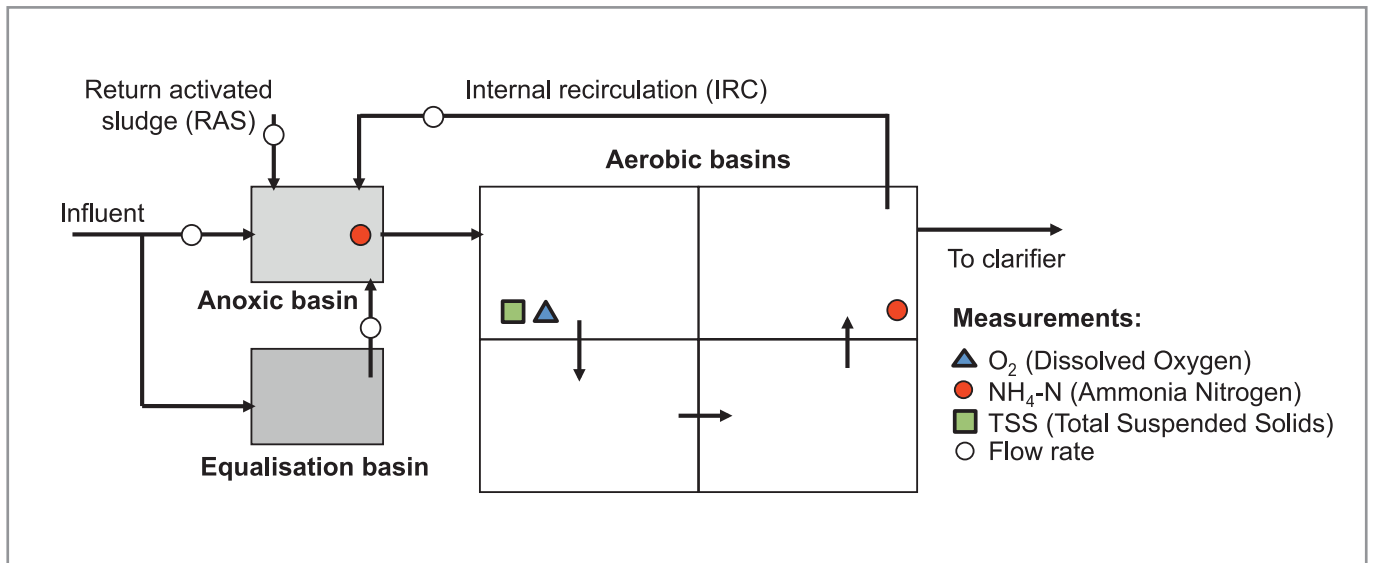 Return activated
sludge (RAS)
Internal recirculation (IRC)
Aerobic basins
Influent
Anoxic basin
To clarifier
Equalisation basin
Measurements:
O₂ (Dissolved Oxygen)
NH₄-N (Ammonia Nitrogen)
TSS (Total Suspended Solids)
Flow rate